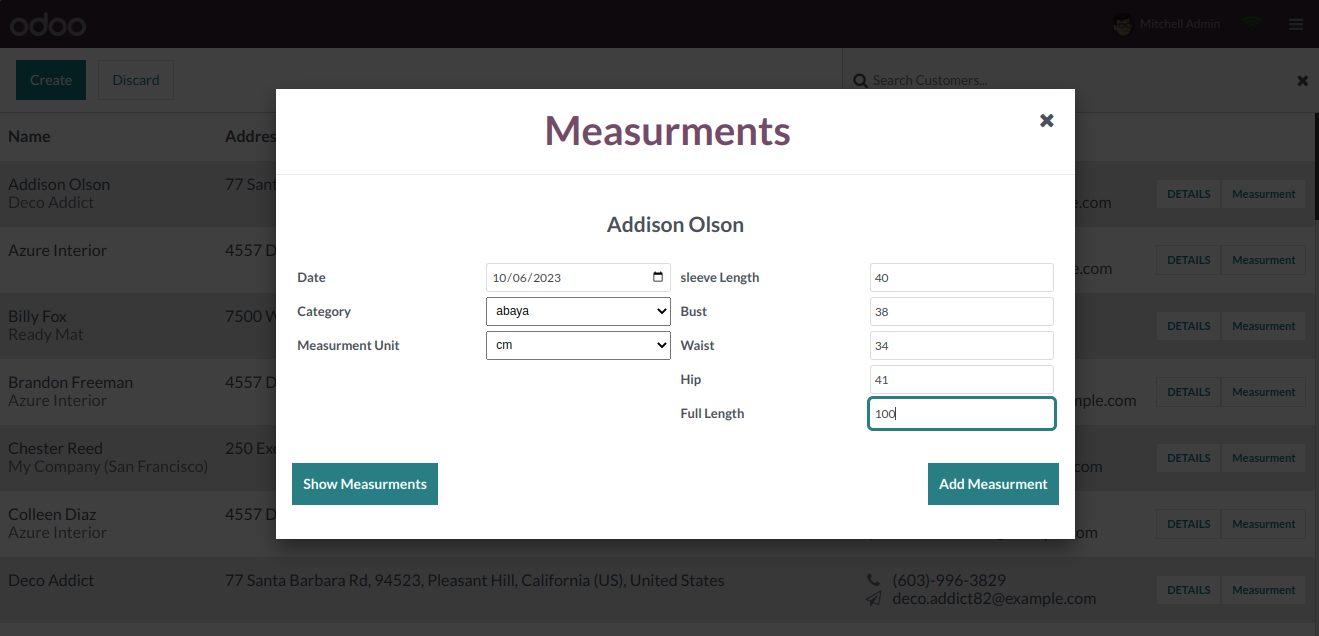 odoo
Mitchell Admin
Create Discard
Search Customers...
Name Addres
Measurments
Addison Olson
Deco Addict
77 Sant
.com
DETAILS Measurment
Addison Olson
Azure Interior
4557 D
.com
DETAILS Measurment
Date 10/06/2023 sleeve Length 40
Category abaya Bust 38
Measurment Unit cm Waist 34
Hip 41
Full Length 100
Billy Fox
Ready Mat
7500 W
DETAILS Measurment
Brandon Freeman
Azure Interior
4557 D
mple.com
DETAILS Measurment
Chester Reed
My Company (San Francisco)
250 Exe
com
DETAILS Measurment
Show Measurments Add Measurment
Colleen Diaz
Azure Interior
4557 D
om
DETAILS Measurment
Deco Addict
77 Santa Barbara Rd, 94523, Pleasant Hill, California (US), United States
(603)-996-3829
deco.addict82@example.com
DETAILS Measurment